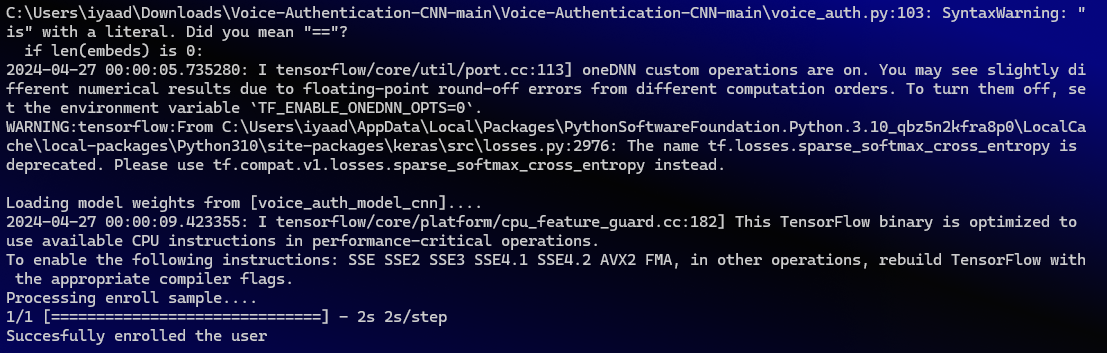 C:\Users\iyaad\Downloads\Voice-Authentication-CNN-main\Voice-Authentication-CNN-main\voice_auth.py:103: SyntaxWarning: "
is" with a literal. Did you mean "=="?
  if len(embeds) is 0:
2024-04-27 00:00:05.735280: I tensorflow/core/util/port.cc:113] oneDNN custom operations are on. You may see slightly di
fferent numerical results due to floating-point round-off errors from different computation orders. To turn them off, se
t the environment variable `TF_ENABLE_ONEDNN_OPTS=0`.
WARNING:tensorflow:From C:\Users\iyaad\AppData\Local\Packages\PythonSoftwareFoundation.Python.3.10_qbz5n2kfra8p0\LocalCa
che\local-packages\Python310\site-packages\keras\src\losses.py:2976: The name tf.losses.sparse_softmax_cross_entropy is
deprecated. Please use tf.compat.v1.losses.sparse_softmax_cross_entropy instead.

Loading model weights from [voice_auth_model_cnn]....
2024-04-27 00:00:09.423355: I tensorflow/core/platform/cpu_feature_guard.cc:182] This TensorFlow binary is optimized to
use available CPU instructions in performance-critical operations.
To enable the following instructions: SSE SSE2 SSE3 SSE4.1 SSE4.2 AVX2 FMA, in other operations, rebuild TensorFlow with
 the appropriate compiler flags.
Processing enroll sample....
1/1 [==============================] - 2s 2s/step
Succesfully enrolled the user